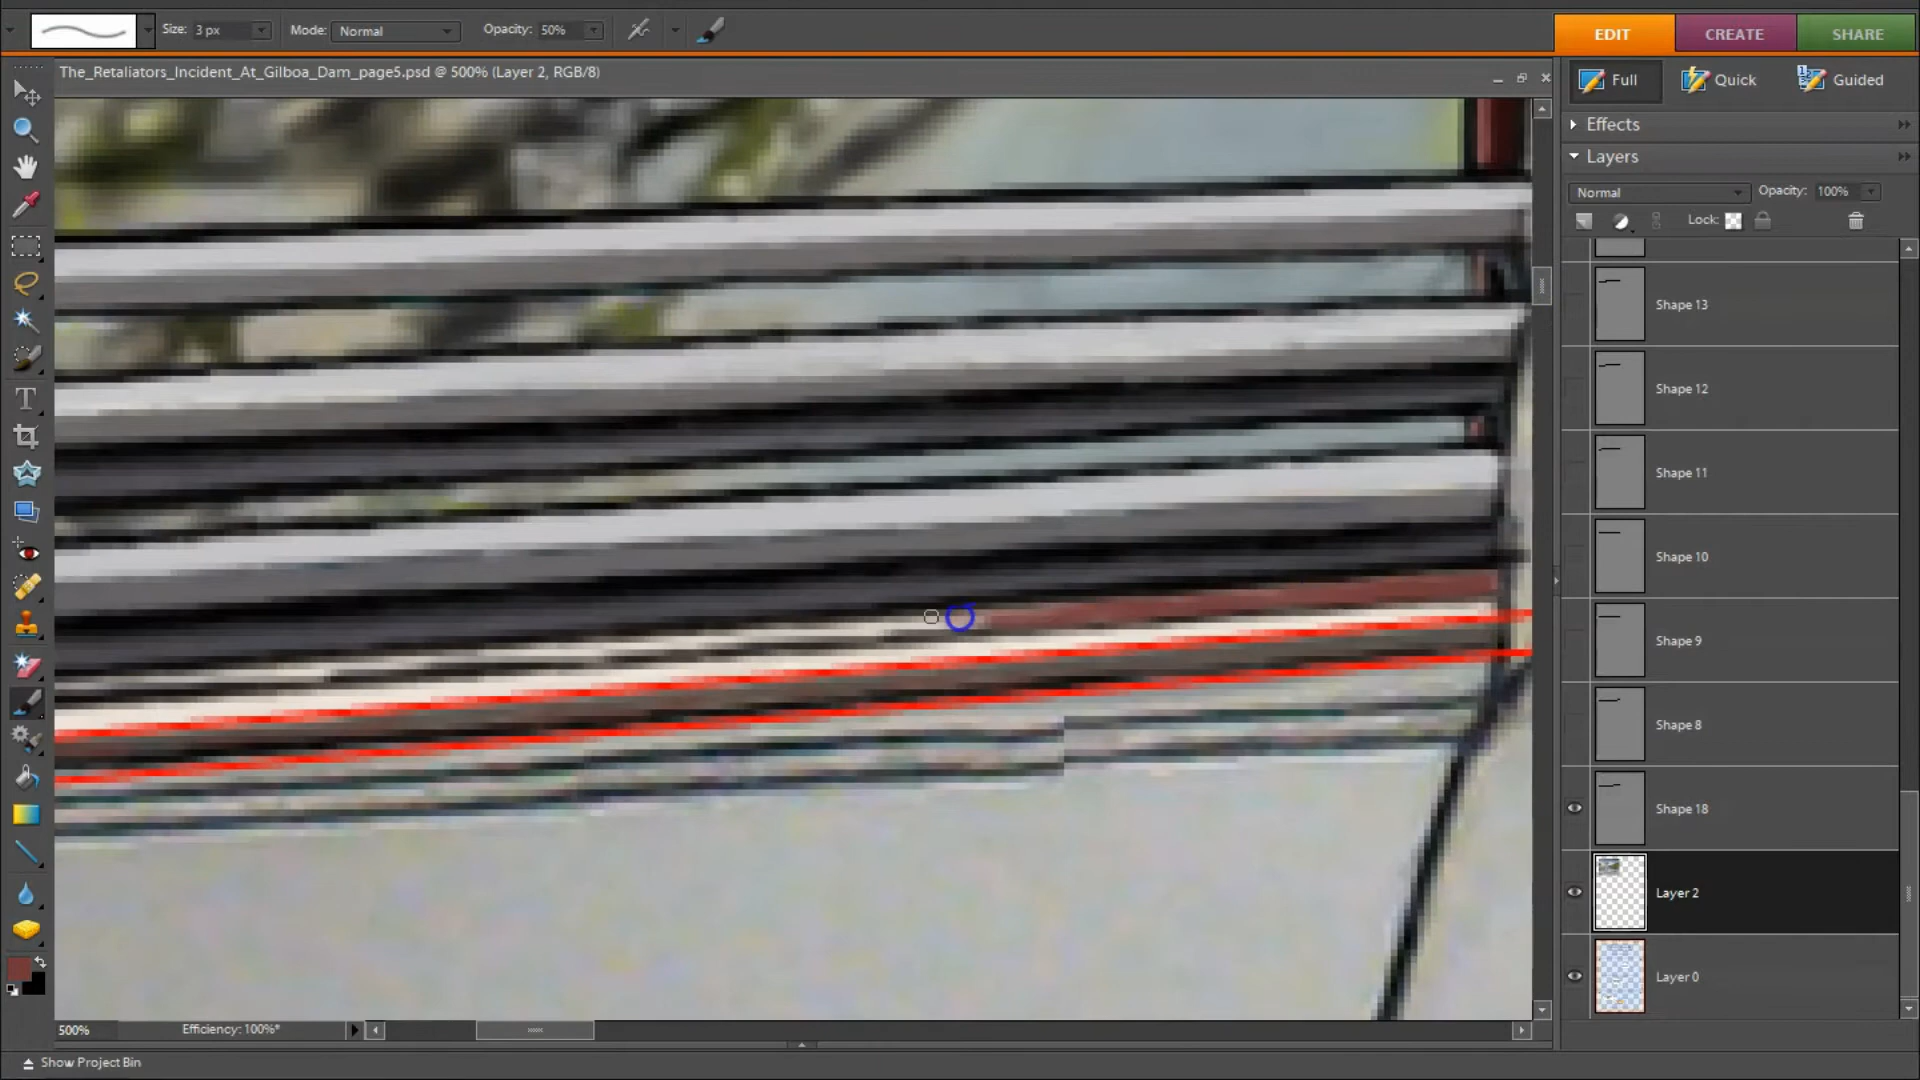 Size: 3 px Mode: Normal Opacity: 50%
EDIT CREATE SHARE
The_Retaliators_Incident_At_Gilboa_Dam_page5.psd @ 500% (Layer 2, RGB/8)
Full Quick Guided
Effects
Layers
Normal Opacity: 100%
Lock:
Shape 13
Shape 12
Shape 11
Shape 10
Shape 9
Shape 8
Shape 18
Layer 2
Layer 0
500% Efficiency: 100%*
Show Project Bin